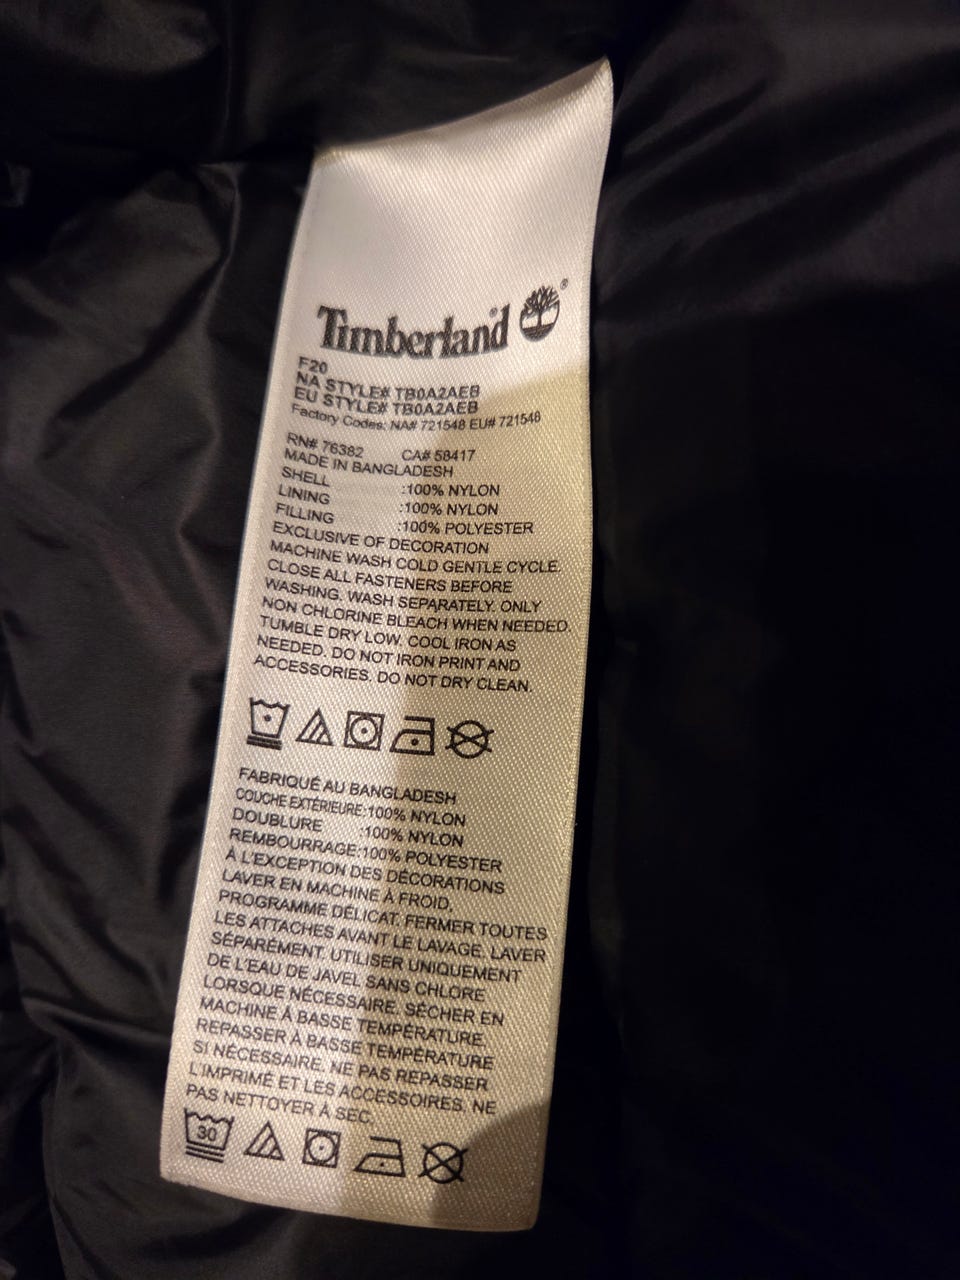 Timberland®
F20
NA STYLE# TB0A2AEB
EU STYLE# TB0A2AEB
Factory Codes: NA# 721548 EU# 721548
RN# 76382 CA# 58417
MADE IN BANGLADESH
SHELL :100% NYLON
LINING :100% NYLON
FILLING :100% POLYESTER
EXCLUSIVE OF DECORATION
MACHINE WASH COLD GENTLE CYCLE.
CLOSE ALL FASTENERS BEFORE
WASHING. WASH SEPARATELY. ONLY
NON CHLORINE BLEACH WHEN NEEDED.
TUMBLE DRY LOW. COOL IRON AS
NEEDED. DO NOT IRON PRINT AND
ACCESSORIES. DO NOT DRY CLEAN.
FABRIQUÉ AU BANGLADESH
COUCHE EXTÉRIEURE:100% NYLON
DOUBLURE :100% NYLON
REMBOURRAGE:100% POLYESTER
À L'EXCEPTION DES DÉCORATIONS
LAVER EN MACHINE À FROID,
PROGRAMME DÉLICAT. FERMER TOUTES
LES ATTACHES AVANT LE LAVAGE. LAVER
SÉPARÉMENT. UTILISER UNIQUEMENT
DE L'EAU DE JAVEL SANS CHLORE
LORSQUE NÉCESSAIRE. SÉCHER EN
MACHINE À BASSE TEMPÉRATURE.
REPASSER À BASSE TEMPÉRATURE
SI NÉCESSAIRE. NE PAS REPASSER
L'IMPRIMÉ ET LES ACCESSOIRES. NE
PAS NETTOYER À SEC.
30